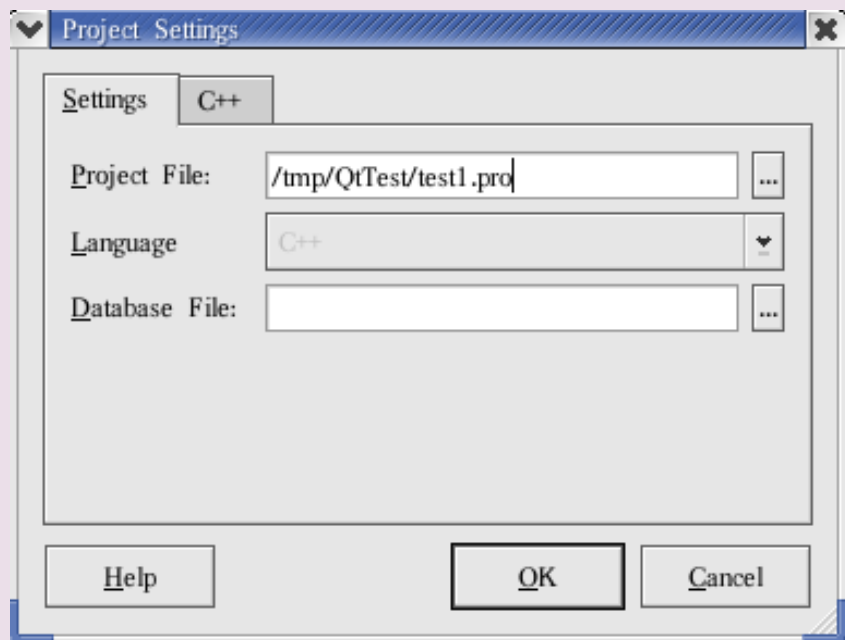 Project Settings
Settings
C++
Project File:
/tmp/QtTest/test1.pro
...
Language
C++
Database File:
...
Help
OK
Cancel